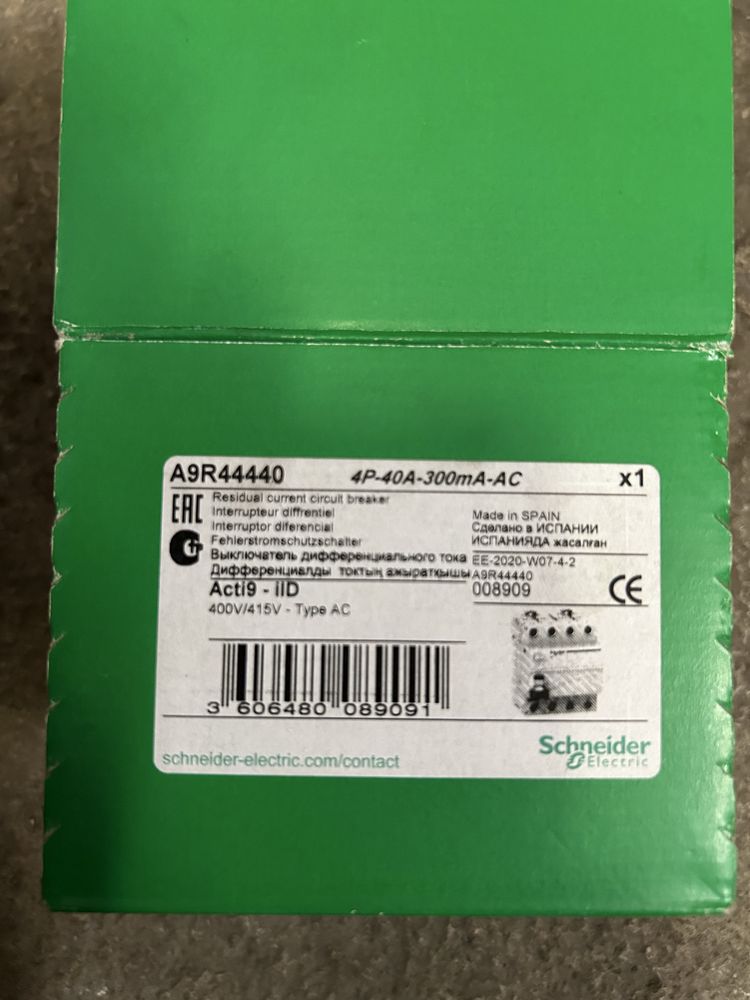 A9R44440 4P-40A-300mA-AC x1
EAC
Residual current circuit breaker
Interrupteur diffrentiel
Interruptor diferencial
Fehlerstromschutzschalter
Выключатель дифференциального тока
Дифференциалды токтың ажыратқышы
Made in SPAIN
Сделано в ИСПАНИИ
ИСПАНИЯДА жасалған
EE-2020-W07-4-2
A9R44440
008909
CE
Acti9 - iID
400V/415V - Type AC
3 606480 089091
schneider-electric.com/contact
Schneider
Electric